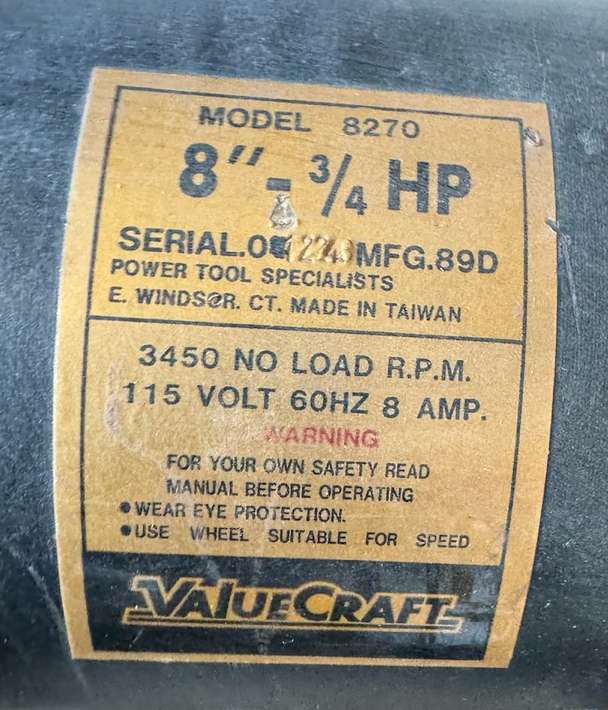 MODEL 8270
8"-3/4 HP
SERIAL. MFG.89D
POWER TOOL SPECIALISTS
E. WINDSOR. CT. MADE IN TAIWAN
3450 NO LOAD R.P.M.
115 VOLT 60HZ 8 AMP.
WARNING
FOR YOUR OWN SAFETY READ
MANUAL BEFORE OPERATING
•WEAR EYE PROTECTION.
•USE WHEEL SUITABLE FOR SPEED
VALUECRAFT